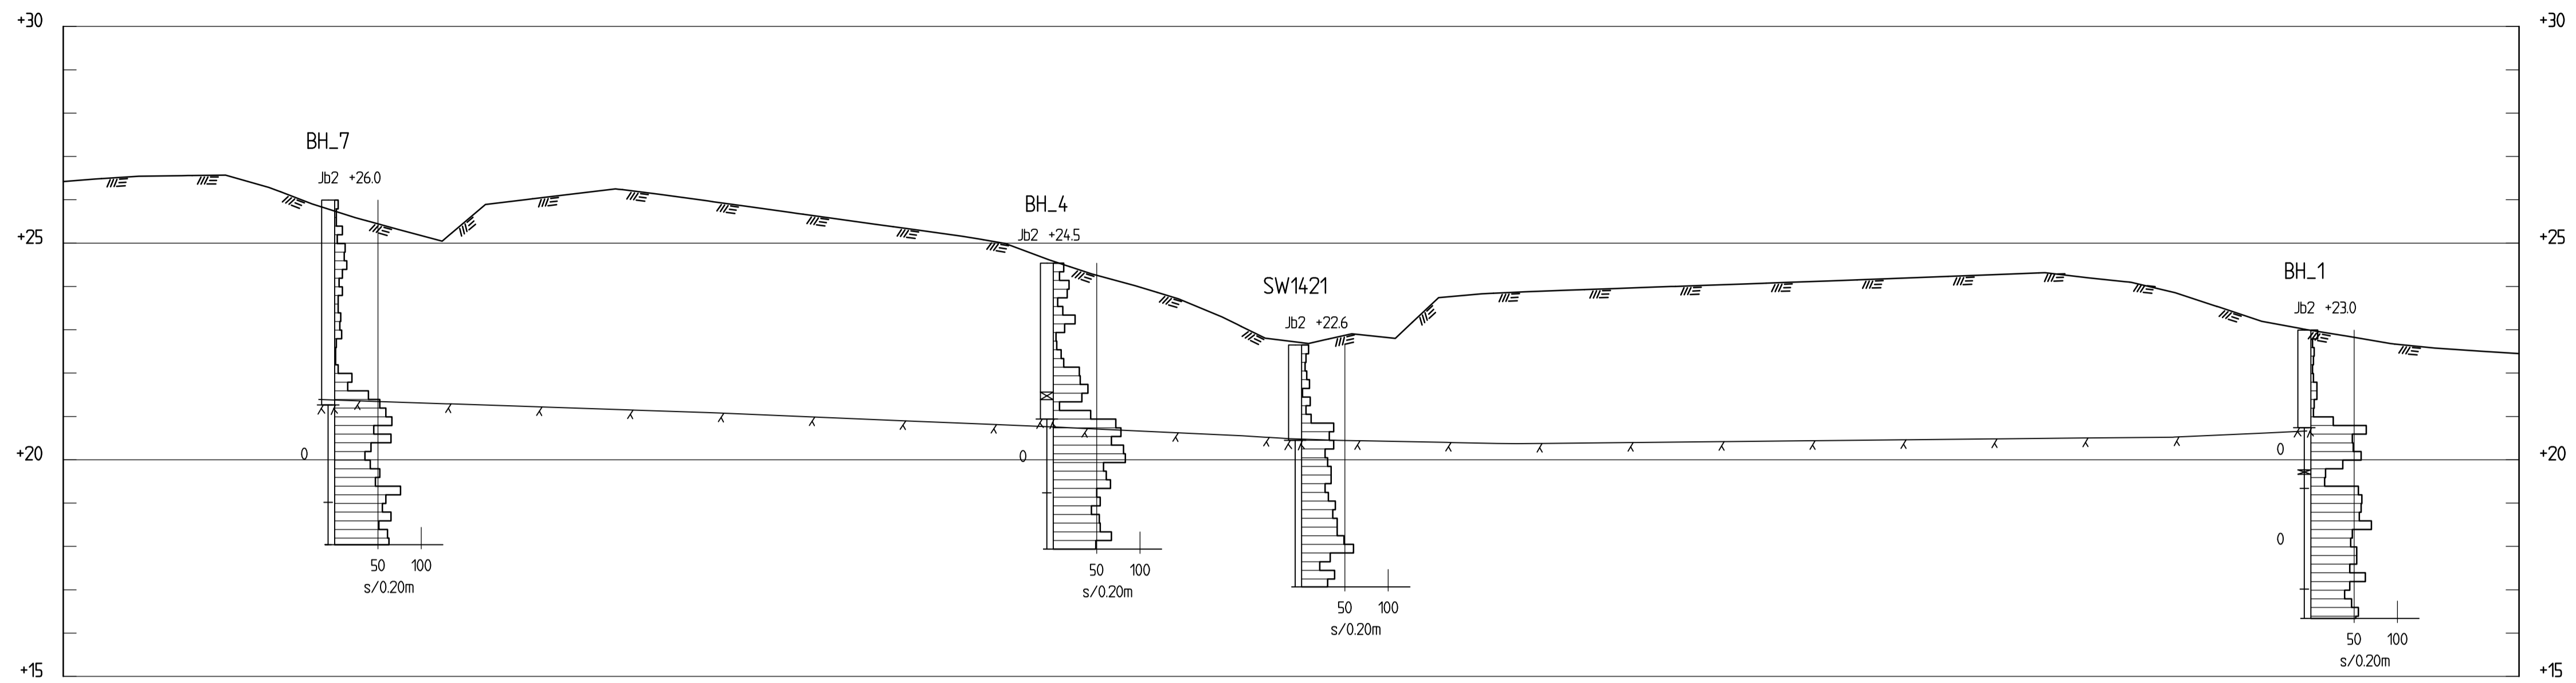 +30 +30
BH_7
Jb2 +26.0
BH_4
Jb2 +24.5
+25 +25
BH_1
SW1421
Jb2 +23.0
Jb2 +22.6
+20 0 0 0 +20
0
50 100
s/0.20m
50 100
s/0.20m
50 100
s/0.20m
50 100
s/0.20m
+15 +15